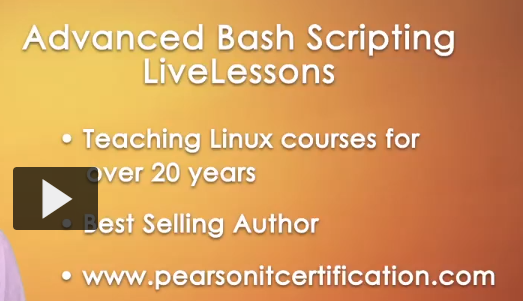 Advanced Bash Scripting
LiveLessons
• Teaching Linux courses for
over 20 years
• Best Selling Author
• www.pearsonitcertification.com